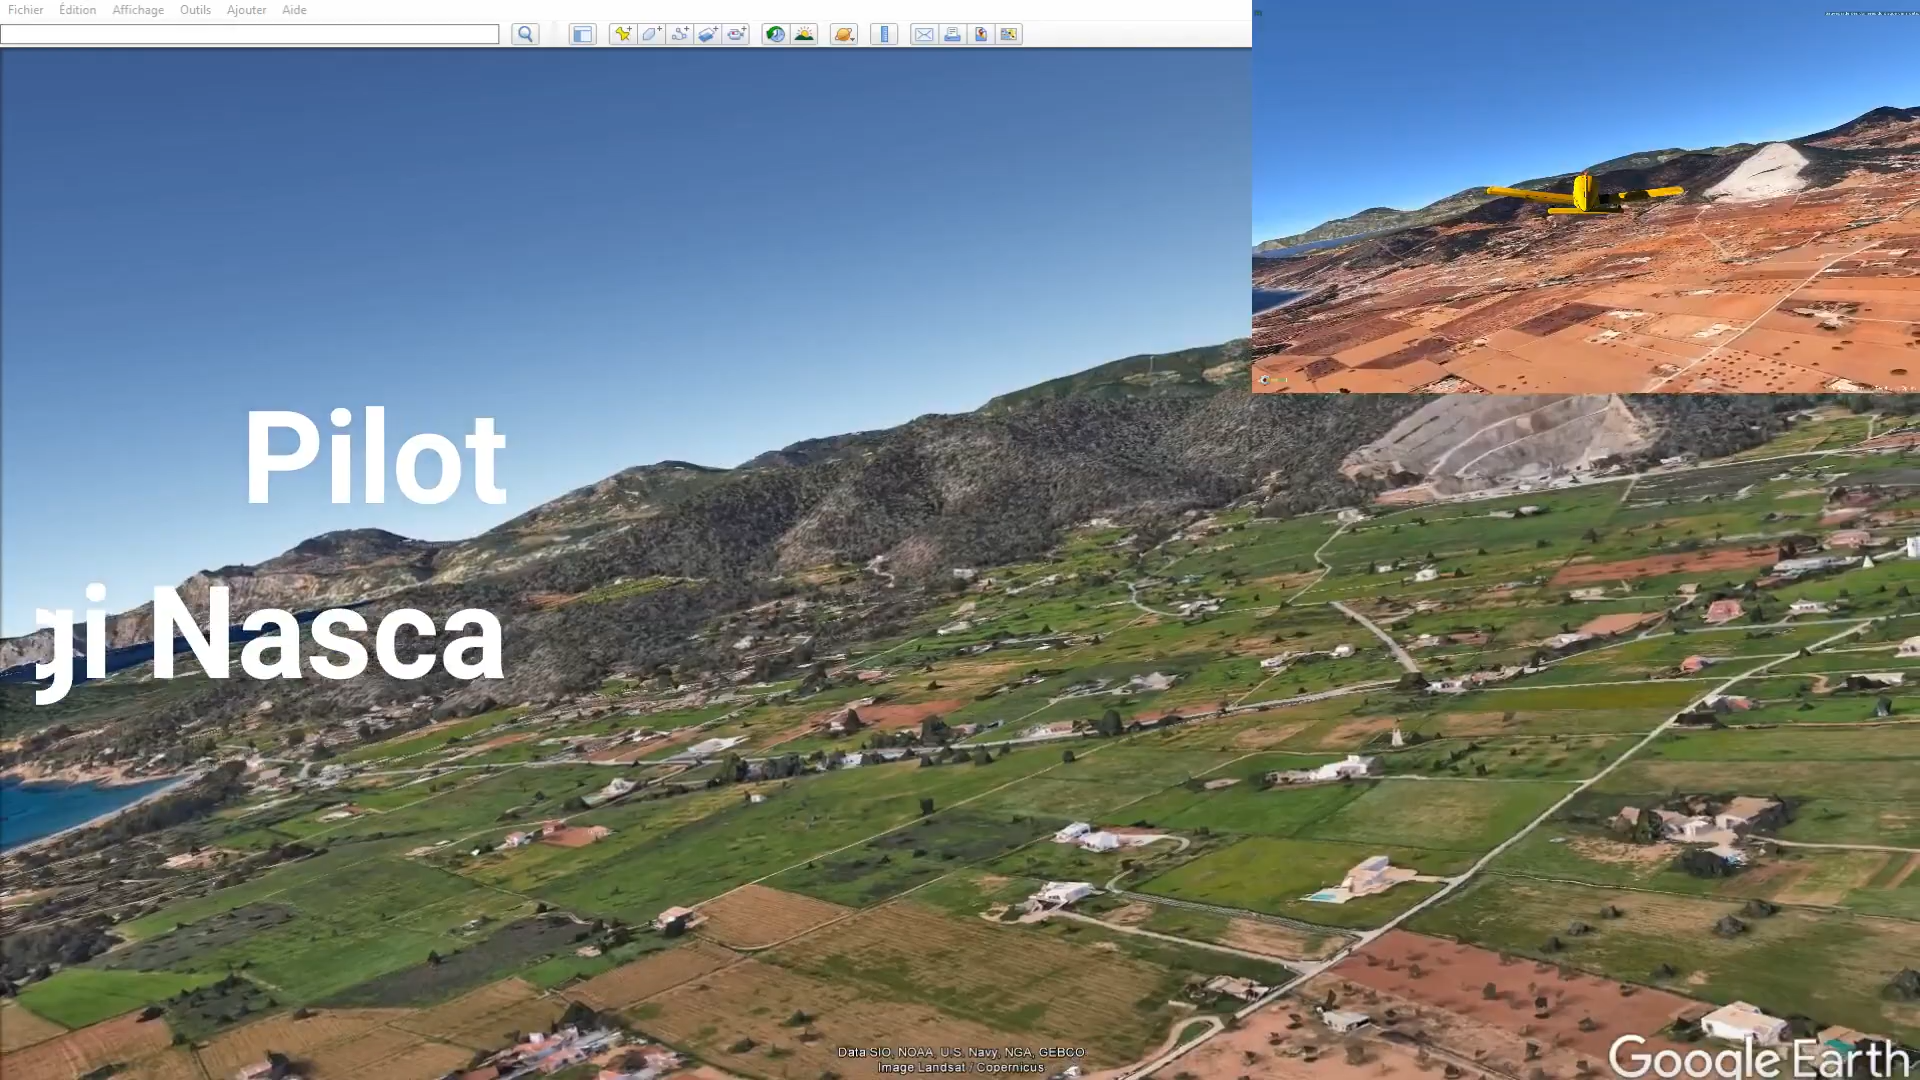 Fichier Édition Affichage Outils Ajouter Aide
Pilot
gi Nasca
Data SIO, NOAA, U.S. Navy, NGA, GEBCO
Image Landsat / Copernicus
Google Earth